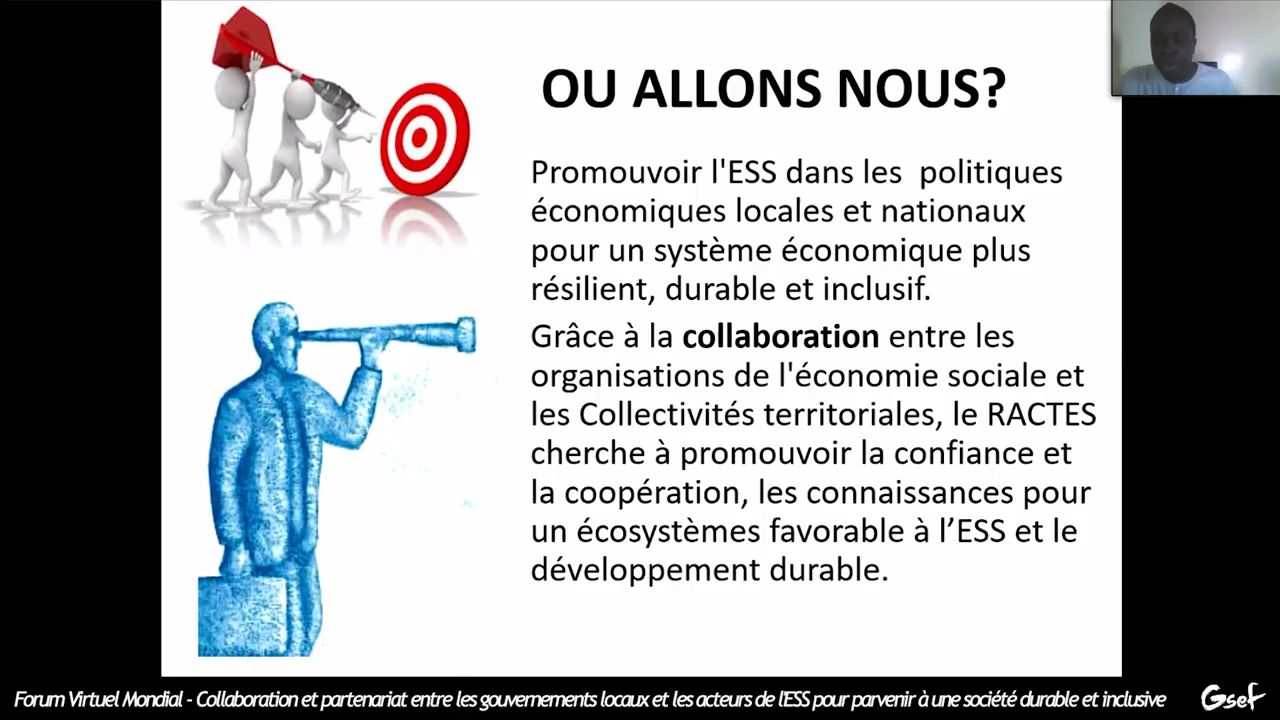 OU ALLONS NOUS?
Promouvoir l'ESS dans les  politiques
économiques locales et nationaux
pour un système économique plus
résilient, durable et inclusif.
Grâce à la collaboration entre les
organisations de l'économie sociale et
les Collectivités territoriales, le RACTES
cherche à promouvoir la confiance et
la coopération, les connaissances pour
un écosystèmes favorable à l’ESS et le
développement durable.
Forum Virtuel Mondial - Collaboration et partenariat entre les gouvernements locaux et les acteurs de l'ESS pour parvenir à une société durable et inclusive
Gsef